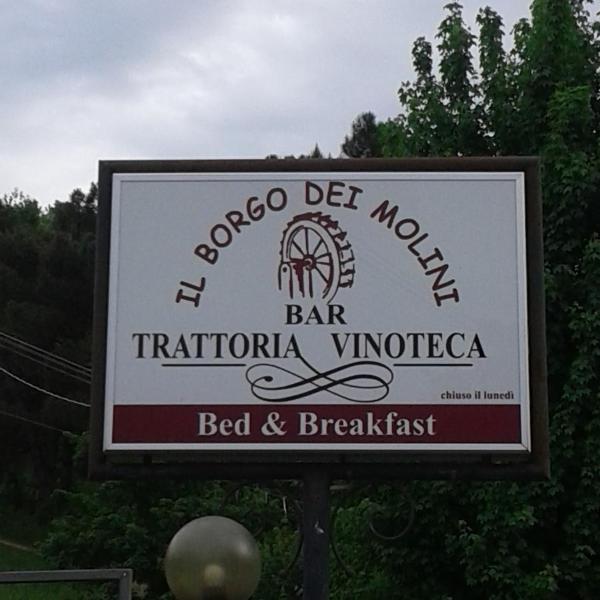 IL BORGO DEI MOLINI
BAR
TRATTORIA VINOTECA
chiuso il lunedì
Bed & Breakfast